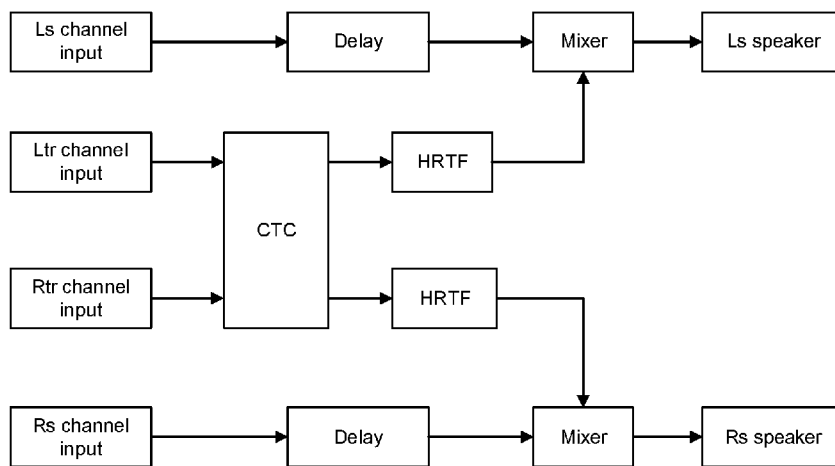 Ls channel
input
Delay
Mixer
Ls speaker
Ltr channel
input
HRTF
CTC
Rtr channel
input
HRTF
Rs channel
input
Delay
Mixer
Rs speaker